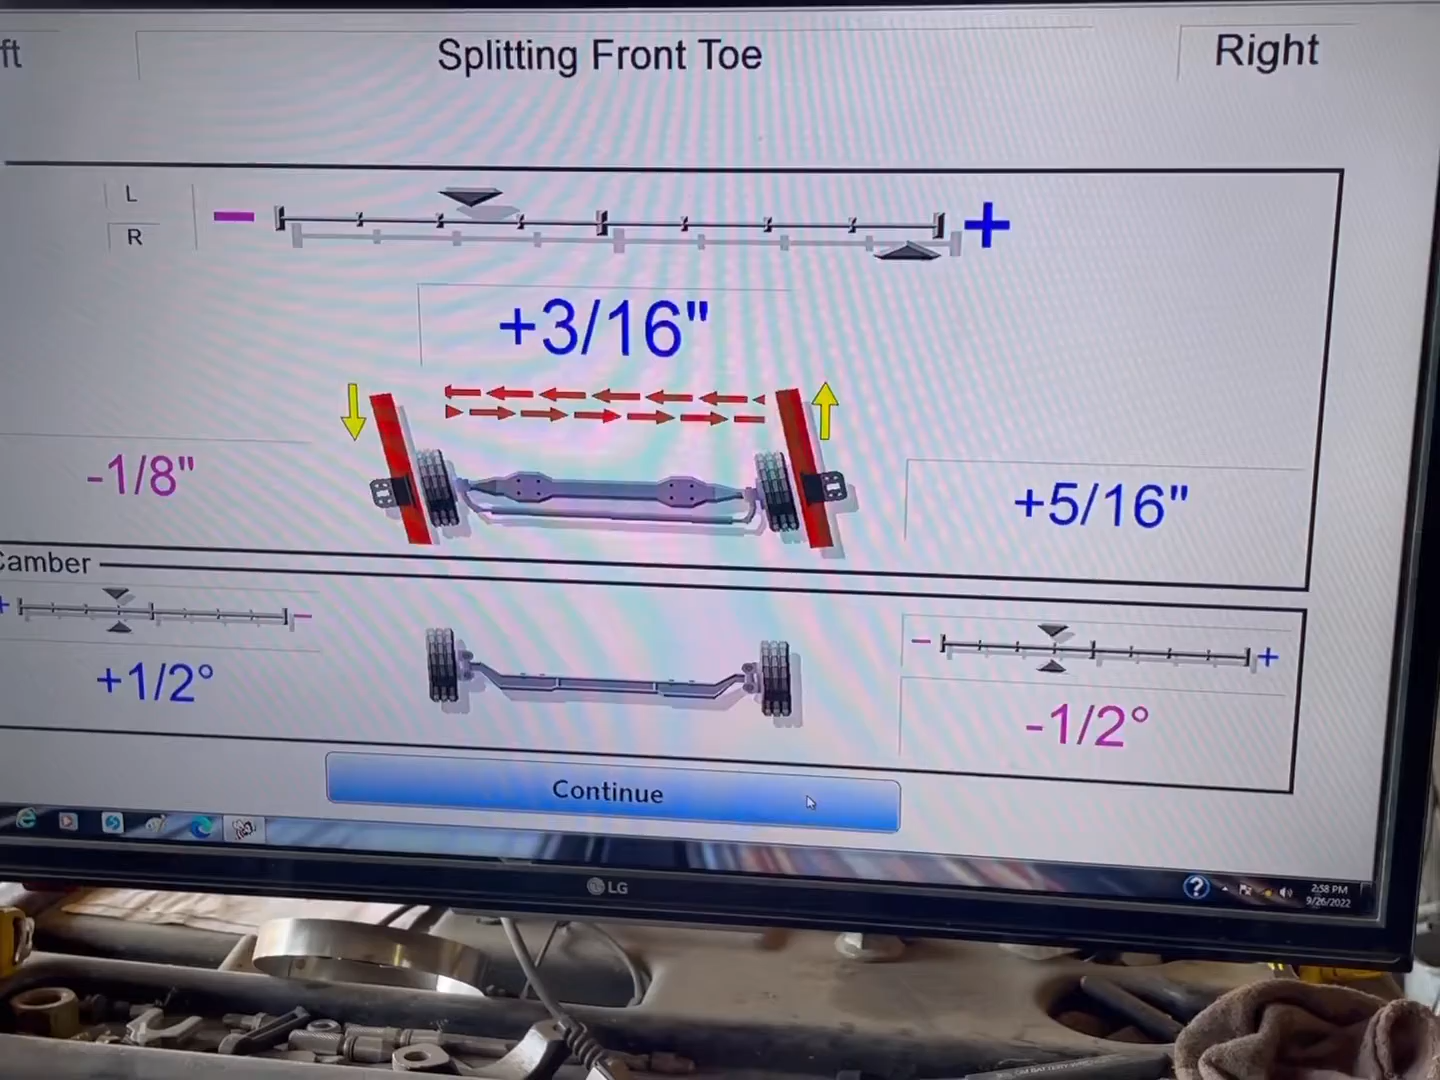 ft
Splitting Front Toe
Right
L
R
+3/16"
-1/8"
+5/16"
Camber
+1/2°
-1/2°
Continue
2:58 PM
9/26/2022
LG